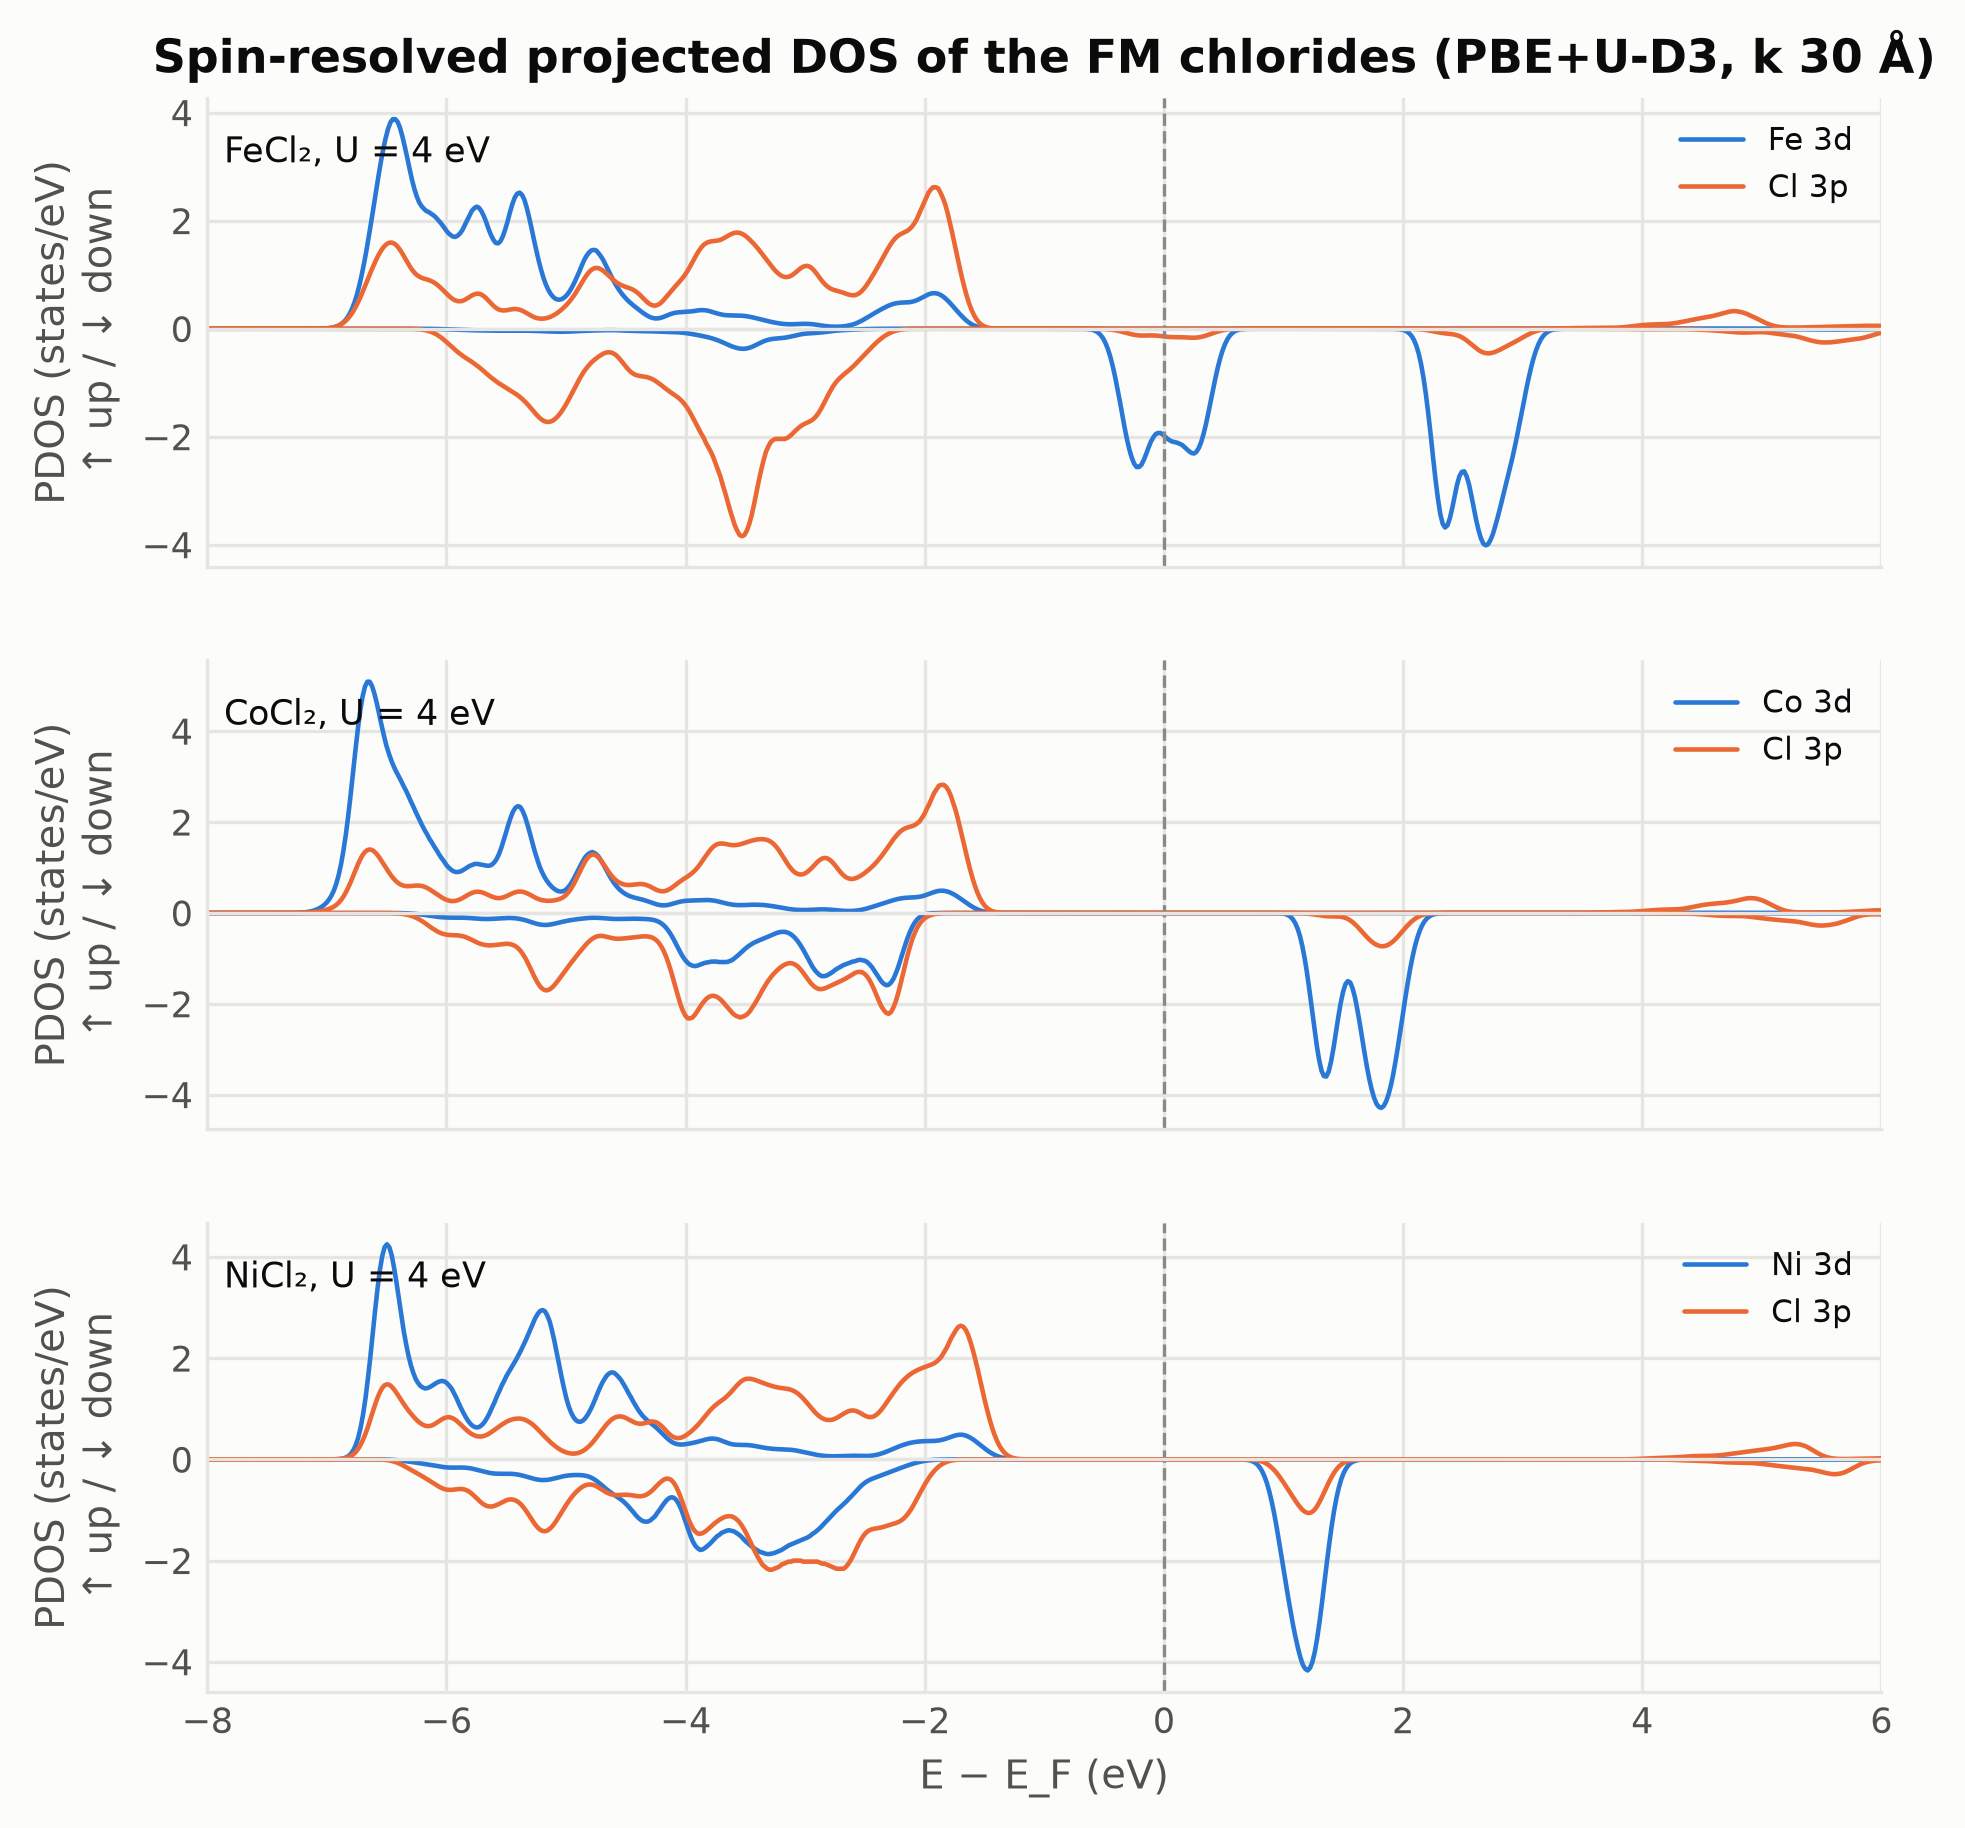 Spin-resolved projected DOS of the FM chlorides (PBE+U-D3, k 30 Å)
PDOS (states/eV)
↑ up / ↓ down
4
2
0
−2
−4
FeCl₂, U = 4 eV
Fe 3d
Cl 3p
PDOS (states/eV)
↑ up / ↓ down
4
2
0
−2
−4
CoCl₂, U = 4 eV
Co 3d
Cl 3p
PDOS (states/eV)
↑ up / ↓ down
4
2
0
−2
−4
NiCl₂, U = 4 eV
Ni 3d
Cl 3p
−8 −6 −4 −2 0 2 4 6
E − E_F (eV)